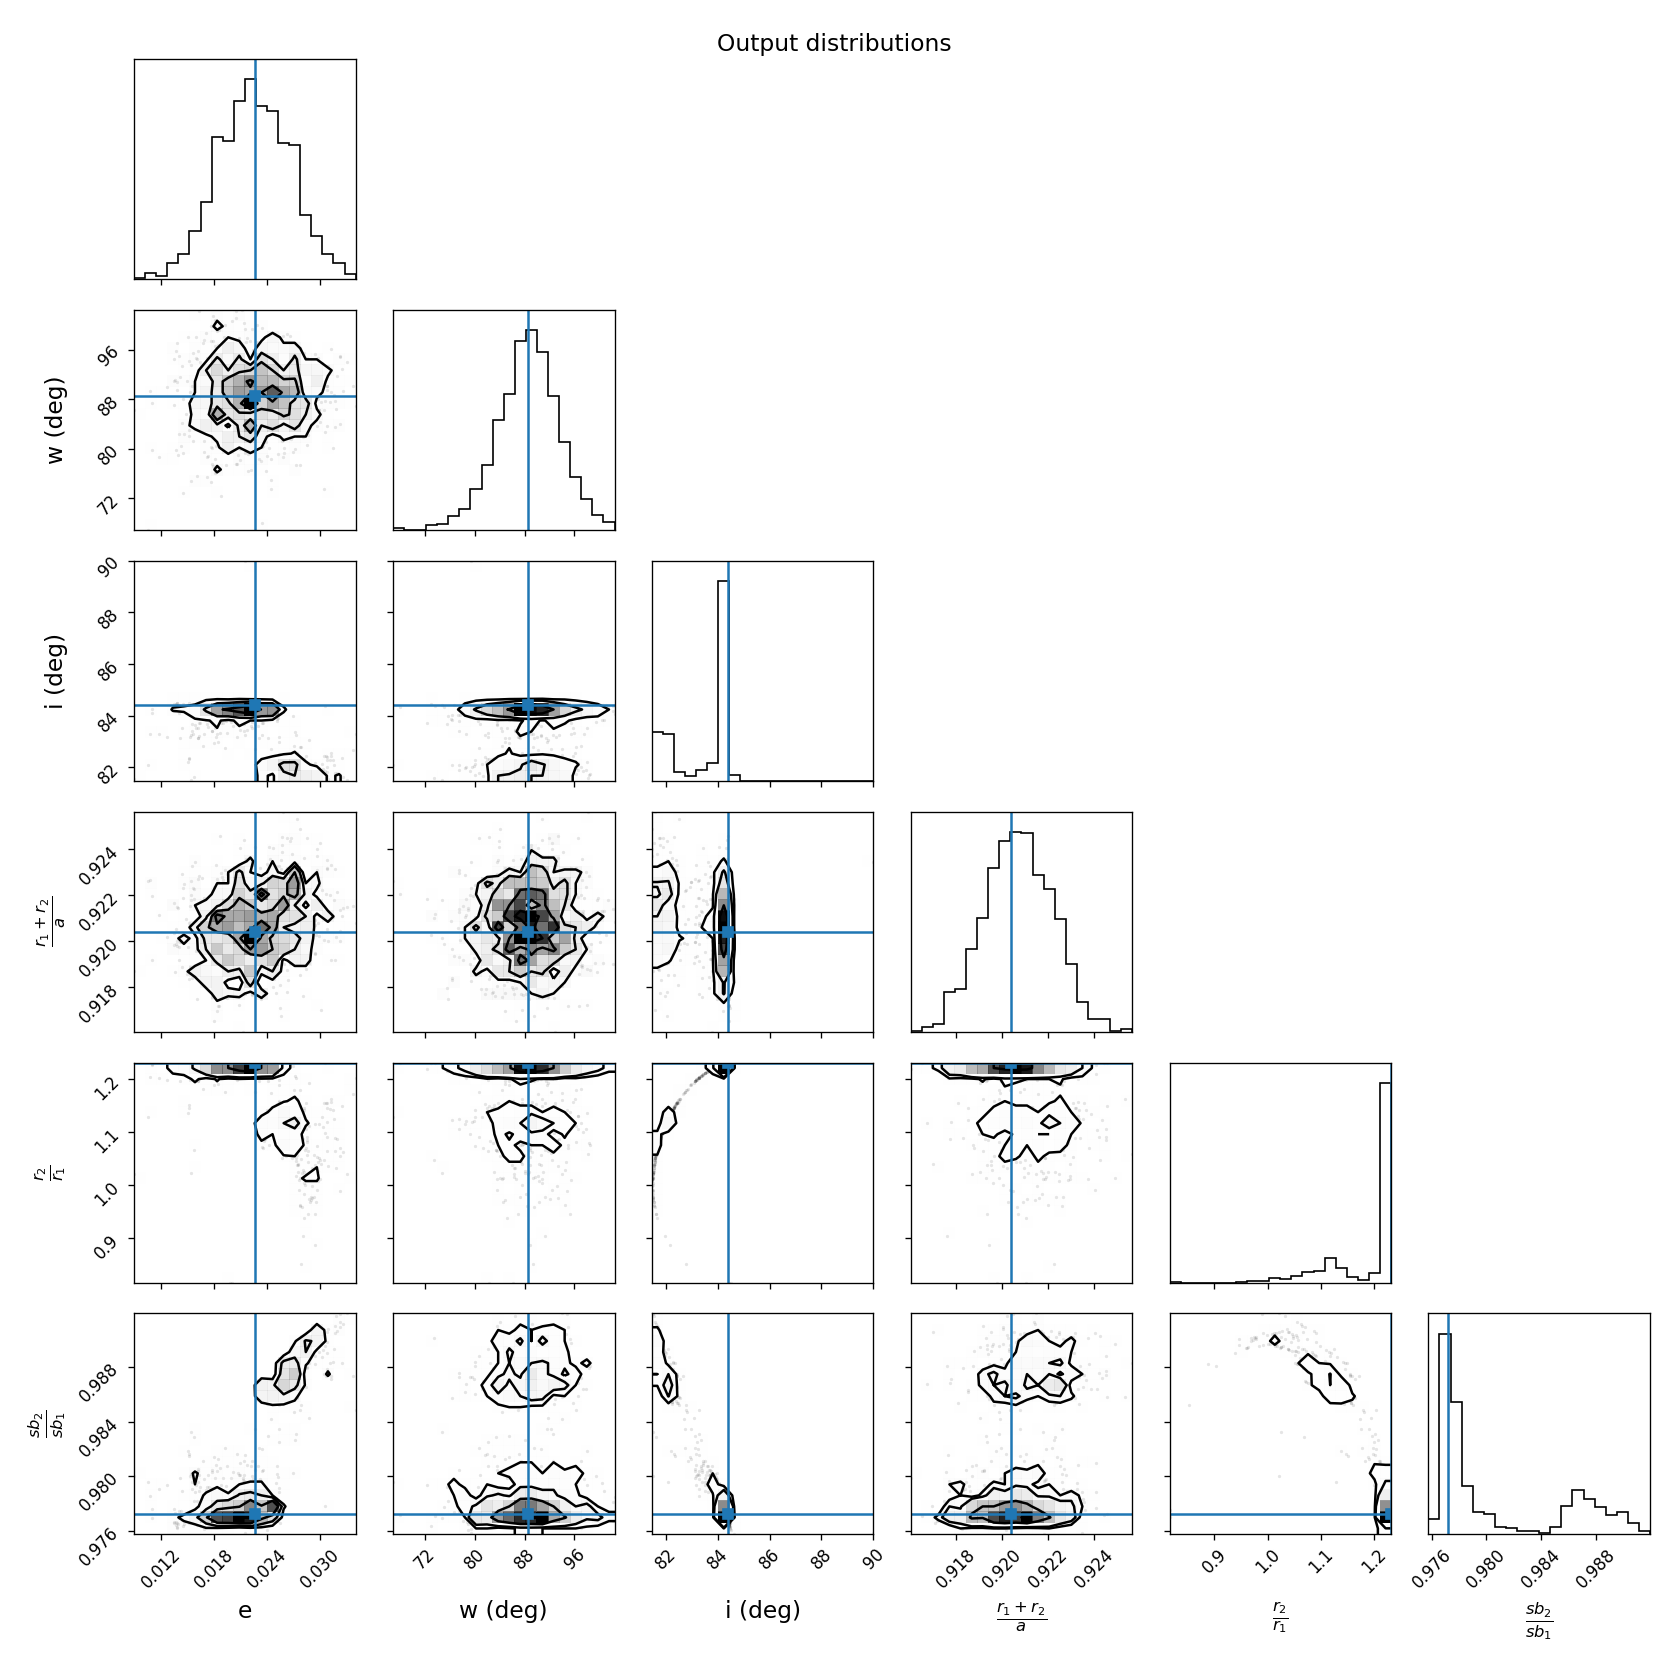 Output distributions
w (deg)
96
88
80
72
i (deg)
90
88
86
84
82
r₁ + r₂
a
0.924
0.922
0.920
0.918
r₂
r₁
1.2
1.1
1.0
0.9
sb₂
sb₁
0.988
0.984
0.980
0.976
0.012 0.018 0.024 0.030
72 80 88 96
82 84 86 88 90
0.918 0.920 0.922 0.924
0.9 1.0 1.1 1.2
0.976 0.980 0.984 0.988
e
w (deg)
i (deg)
r₁ + r₂
a
r₂
r₁
sb₂
sb₁